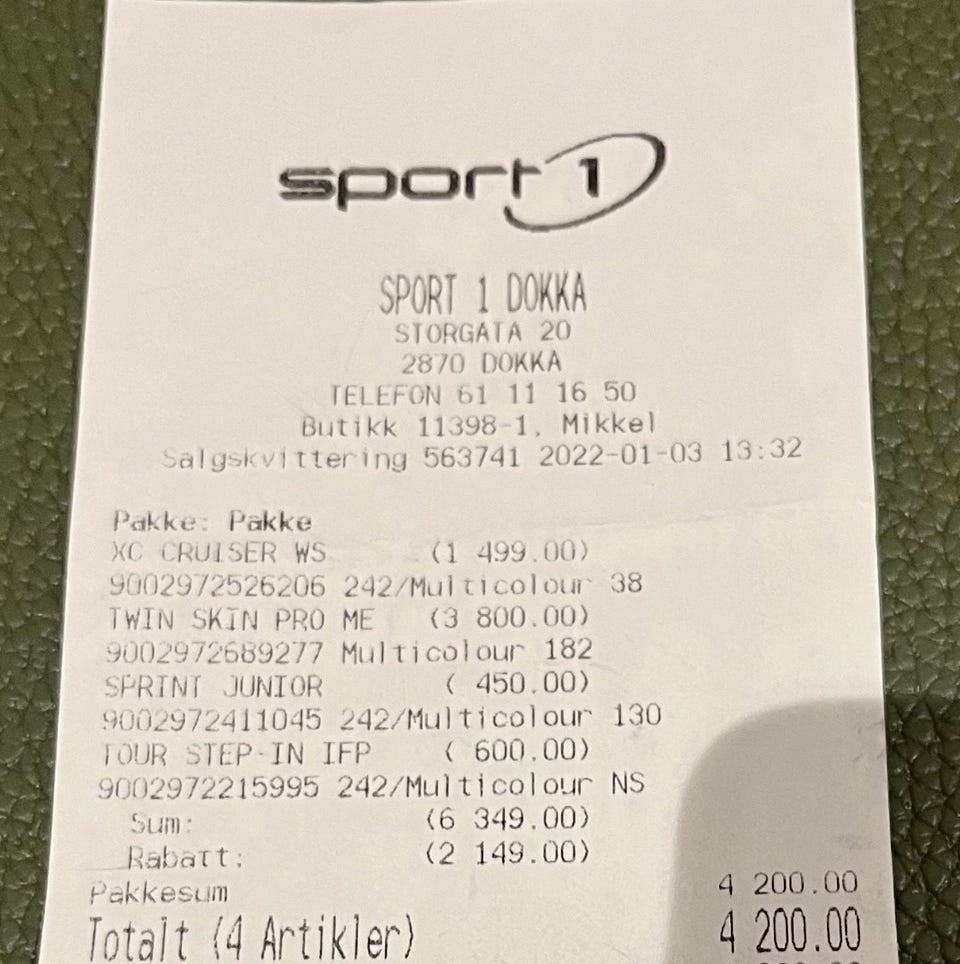 sport 1
SPORT 1 DOKKA
STORGATA 20
2870 DOKKA
TELEFON 61 11 16 50
Butikk 11398-1, Mikkel
Salgskvittering 563741 2022-01-03 13:32
Pakke: Pakke
XC CRUISER WS (1 499.00)
9002972526206 242/Multicolour 38
TWIN SKIN PRO ME (3 800.00)
9002972689277 Multicolour 182
SPRINT JUNIOR ( 450.00)
9002972411045 242/Multicolour 130
TOUR STEP-IN IFP ( 600.00)
9002972215995 242/Multicolour NS
Sum: (6 349.00)
Rabatt: (2 149.00)
Pakkesum 4 200.00
Totalt (4 Artikler) 4 200.00